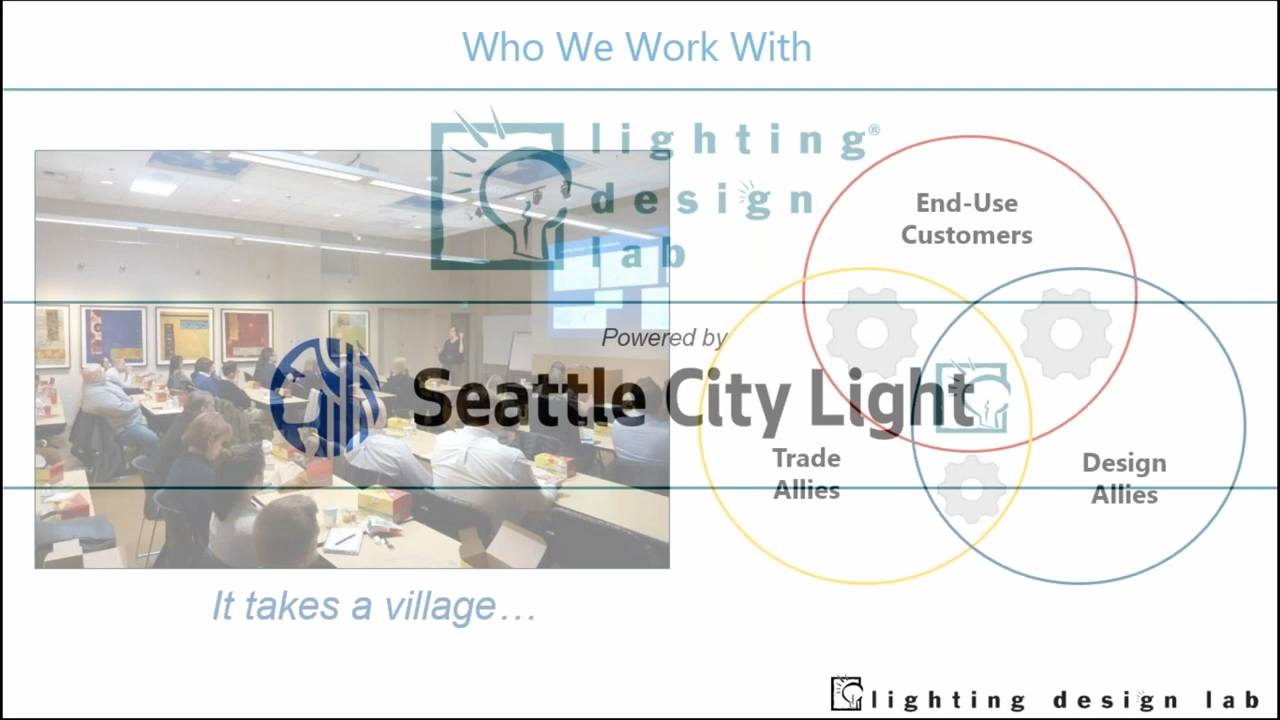 Who We Work With
lighting®
design
lab
End-Use
Customers
Powered by
Seattle City Light
Trade
Allies
Design
Allies
It takes a village…
lighting design lab